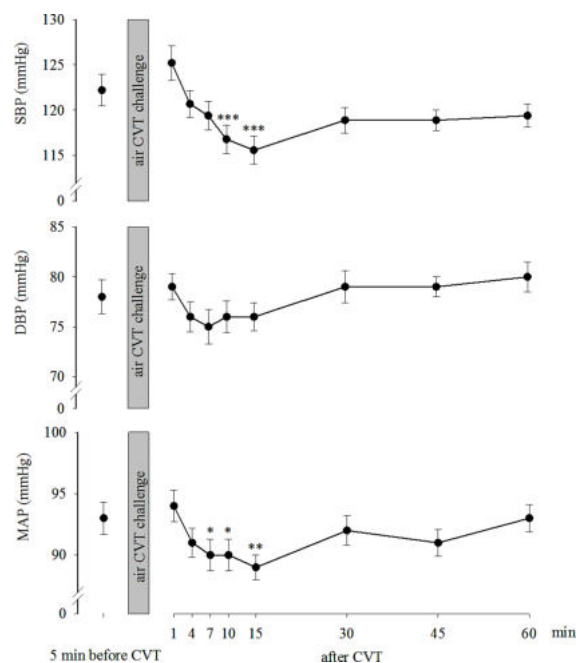 130
125
120
115
0
SBP (mmHg)
air CVT challenge
***
***
85
80
75
70
0
DBP (mmHg)
air CVT challenge
100
95
90
0
MAP (mmHg)
air CVT challenge
*
*
**
1 4 7 10 15 30 45 60 min
5 min before CVT after CVT